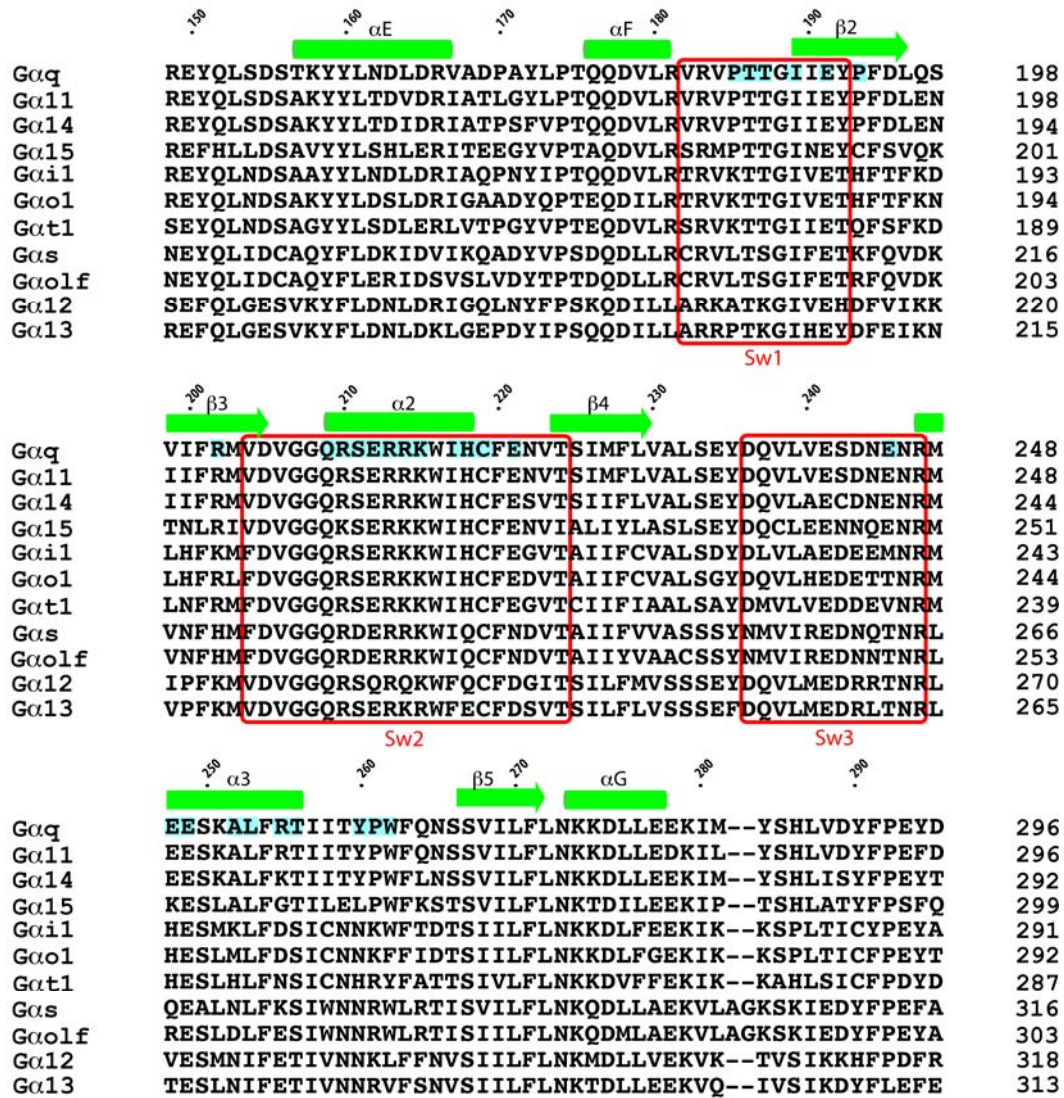 .150 .160 .170 .180 .190
αE αF β2
Gαq REYQLSDSTKYYLNDLDRVADPAYLPTQQDVLRVRVPTTGIIEYPFDLQS 198
Gα11 REYQLSDSAKYYLTDVDRIATLGYLPTQQDVLRVRVPTTGIIEYPFDLEN 198
Gα14 REYQLSDSAKYYLTDIDRIATPSFVPTQQDVLRVRVPTTGIIEYPFDLEN 194
Gα15 REFHLLDSAVYYLSHLERITEEGYVPTAQDVLRSRMPTTGINEYCFSVQK 201
Gαi1 REYQLNDSAAYYLNDLDRIAQPNYIPTQQDVLRTRVKTTGIVETHFTFKD 193
Gαo1 REYQLNDSAKYYLDSLDRIGAADYQPTEQDILRTRVKTTGIVETHFTFKN 194
Gαt1 SEYQLNDSAGYYLSDLERLVTPGYVPTEQDVLRSRVKTTGIIETQFSFKD 189
Gαs NEYQLIDCAQYFLDKIDVIKQADYVPSDQDLLRCRVLTSGIFETKFQVDK 216
Gαolf NEYQLIDCAQYFLERIDSVSLVDYTPTDQDLLRCRVLTSGIFETRFQVDK 203
Gα12 SEFQLGESVKYFLDNLDRIGQLNYFPSKQDILLARKATKGIVEHDFVIKK 220
Gα13 REFQLGESVKYFLDNLDKLGEPDYIPSQQDILLARRPTKGIHEYDFEIKN 215
Sw1
.200 .210 .220 .230 .240
β3 α2 β4
Gαq VIFRMVDVGGQRSERRKWIHCFENVTSIMFLVALSEYDQVLVESDNENRM 248
Gα11 IIFRMVDVGGQRSERRKWIHCFENVTSIMFLVALSEYDQVLVESDNENRM 248
Gα14 IIFRMVDVGGQRSERRKWIHCFESVTSIIFLVALSEYDQVLAECDNENRM 244
Gα15 TNLRIVDVGGQKSERKKWIHCFENVIALIYLASLSEYDQCLEENNQENRM 251
Gαi1 LHFKMFDVGGQRSERKKWIHCFEGVTAIIFCVALSDYDLVLAEDEEMNRM 243
Gαo1 LHFRLFDVGGQRSERKKWIHCFEDVTAIIFCVALSGYDQVLHEDETTNRM 244
Gαt1 LNFRMFDVGGQRSERKKWIHCFEGVTCIIFIAALSAYDMVLVEDDEVNRM 239
Gαs VNFHMFDVGGQRDERRKWIQCFNDVTAIIFVVASSSYNMVIREDNQTNRL 266
Gαolf VNFHMFDVGGQRDERRKWIQCFNDVTAIIYVAACSSYNMVIREDNNTNRL 253
Gα12 IPFKMVDVGGQRSQRQKWFQCFDGITSILFMVSSSEYDQVLMEDRRTNRL 270
Gα13 VPFKMVDVGGQRSERKRWFECFDSVTSILFLVSSSEFDQVLMEDRLTNRL 265
Sw2 Sw3
.250 .260 .270 .280 .290
α3 β5 αG
Gαq EESKALFRTIITYPWFQNSSVILFLNKKDLLEEKIM--YSHLVDYFPEYD 296
Gα11 EESKALFRTIITYPWFQNSSVILFLNKKDLLEDKIL--YSHLVDYFPEFD 296
Gα14 EESKALFKTIITYPWFLNSSVILFLNKKDLLEEKIM--YSHLISYFPEYT 292
Gα15 KESLALFGTILELPWFKSTSVILFLNKTDILEEKIP--TSHLATYFPSFQ 299
Gαi1 HESMKLFDSICNNKWFTDTSIILFLNKKDLFEEKIK--KSPLTICYPEYA 291
Gαo1 HESLMLFDSICNNKFFIDTSIILFLNKKDLFGEKIK--KSPLTICFPEYT 292
Gαt1 HESLHLFNSICNHRYFATTSIVLFLNKKDVFFEKIK--KAHLSICFPDYD 287
Gαs QEALNLFKSIWNNRWLRTISVILFLNKQDLLAEKVLAGKSKIEDYFPEFA 316
Gαolf RESLDLFESIWNNRWLRTISIILFLNKQDMLAEKVLAGKSKIEDYFPEYA 303
Gα12 VESMNIFETIVNNKLFFNVSIILFLNKMDLLVEKVK--TVSIKKHFPDFR 318
Gα13 TESLNIFETIVNNRVFSNVSIILFLNKTDLLEEKVQ--IVSIKDYFLEFE 313